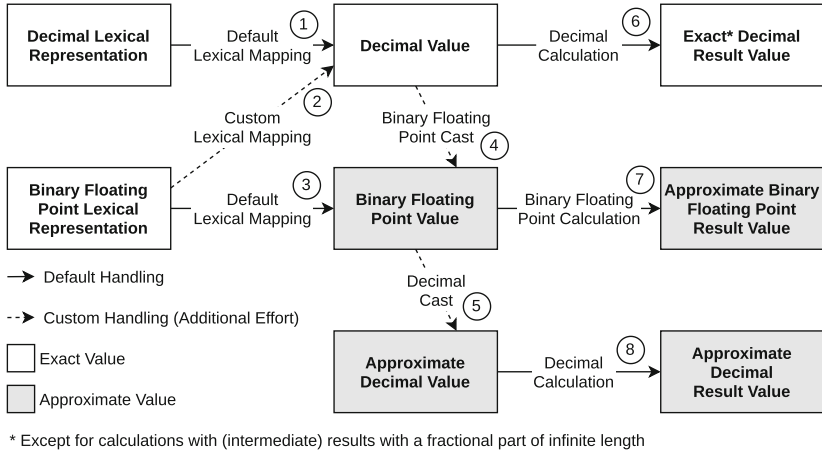 Decimal Lexical
Representation
Default
Lexical Mapping
1
Decimal Value
Decimal
Calculation
6
Exact* Decimal
Result Value
Custom
Lexical Mapping
2
Binary Floating
Point Cast
4
Binary Floating
Point Lexical
Representation
Default
Lexical Mapping
3
Binary Floating
Point Value
Binary Floating
Point Calculation
7
Approximate Binary
Floating Point
Result Value
Decimal
Cast
5
Approximate
Decimal Value
Decimal
Calculation
8
Approximate
Decimal
Result Value
Default Handling
Custom Handling (Additional Effort)
Exact Value
Approximate Value
* Except for calculations with (intermediate) results with a fractional part of infinite length